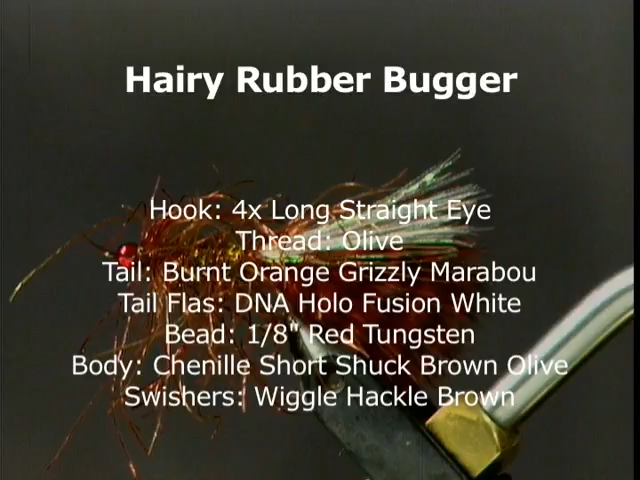 Hairy Rubber Bugger
Hook: 4x Long Straight Eye
Thread: Olive
Tail: Burnt Orange Grizzly Marabou
Tail Flas: DNA Holo Fusion White
Bead: 1/8" Red Tungsten
Body: Chenille Short Shuck Brown Olive
Swishers: Wiggle Hackle Brown